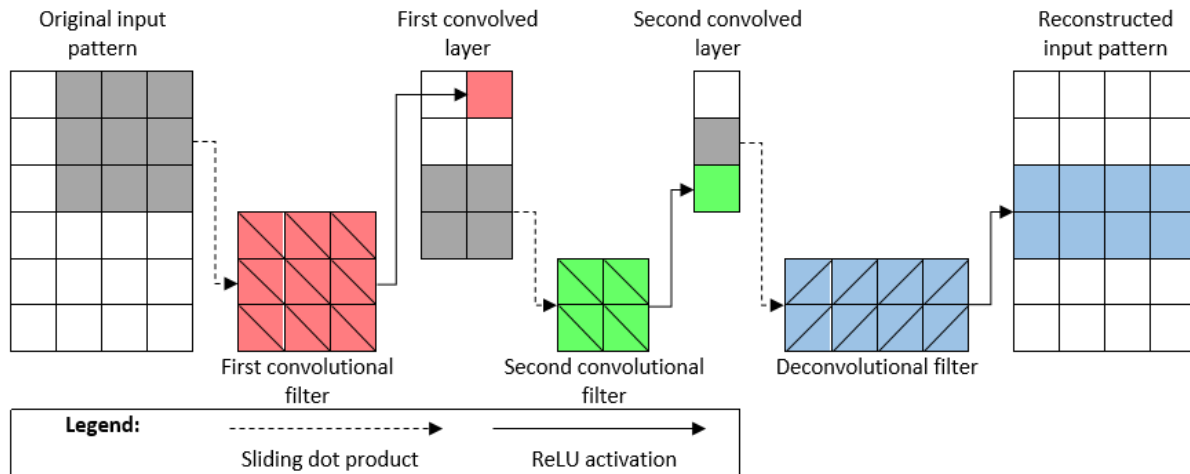 Original input
pattern
First convolved
layer
Second convolved
layer
Reconstructed
input pattern
First convolutional
filter
Second convolutional
filter
Deconvolutional filter
Legend:
Sliding dot product
ReLU activation